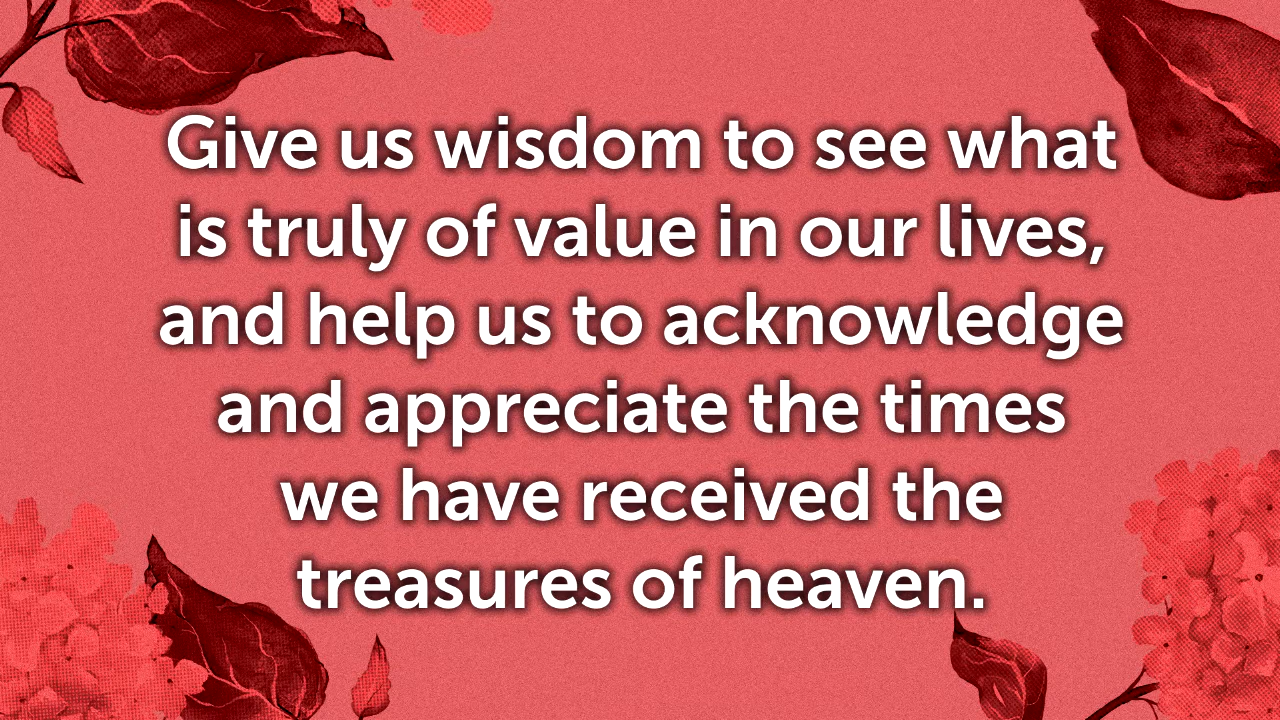 Give us wisdom to see what
is truly of value in our lives,
and help us to acknowledge
and appreciate the times
we have received the
treasures of heaven.